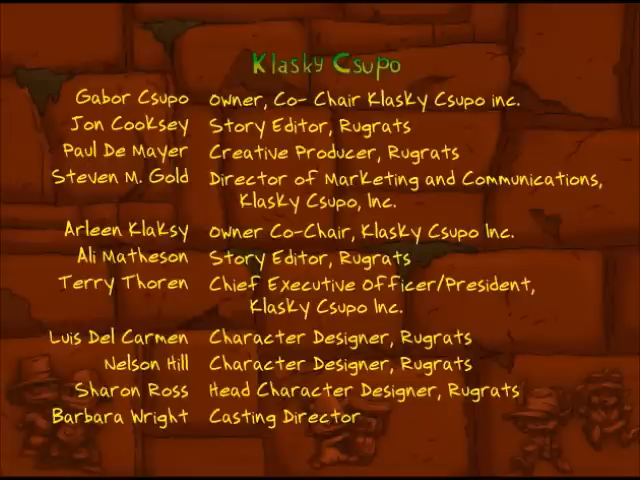 Klasky Csupo
Gabor Csupo owner, Co- Chair Klasky Csupo inc.
Jon Cooksey Story Editor, Rugrats
Paul De Mayer Creative Producer, Rugrats
Steven M. Gold Director of Marketing and Communications,
Klasky Csupo, Inc.
Arleen Klaksy owner Co-Chair, Klasky Csupo Inc.
Ali Matheson Story Editor, Rugrats
Terry Thoren Chief Executive Officer/President,
Klasky Csupo Inc.
Luis Del Carmen Character Designer, Rugrats
Nelson Hill Character Designer, Rugrats
Sharon Ross Head Character Designer, Rugrats
Barbara Wright Casting Director